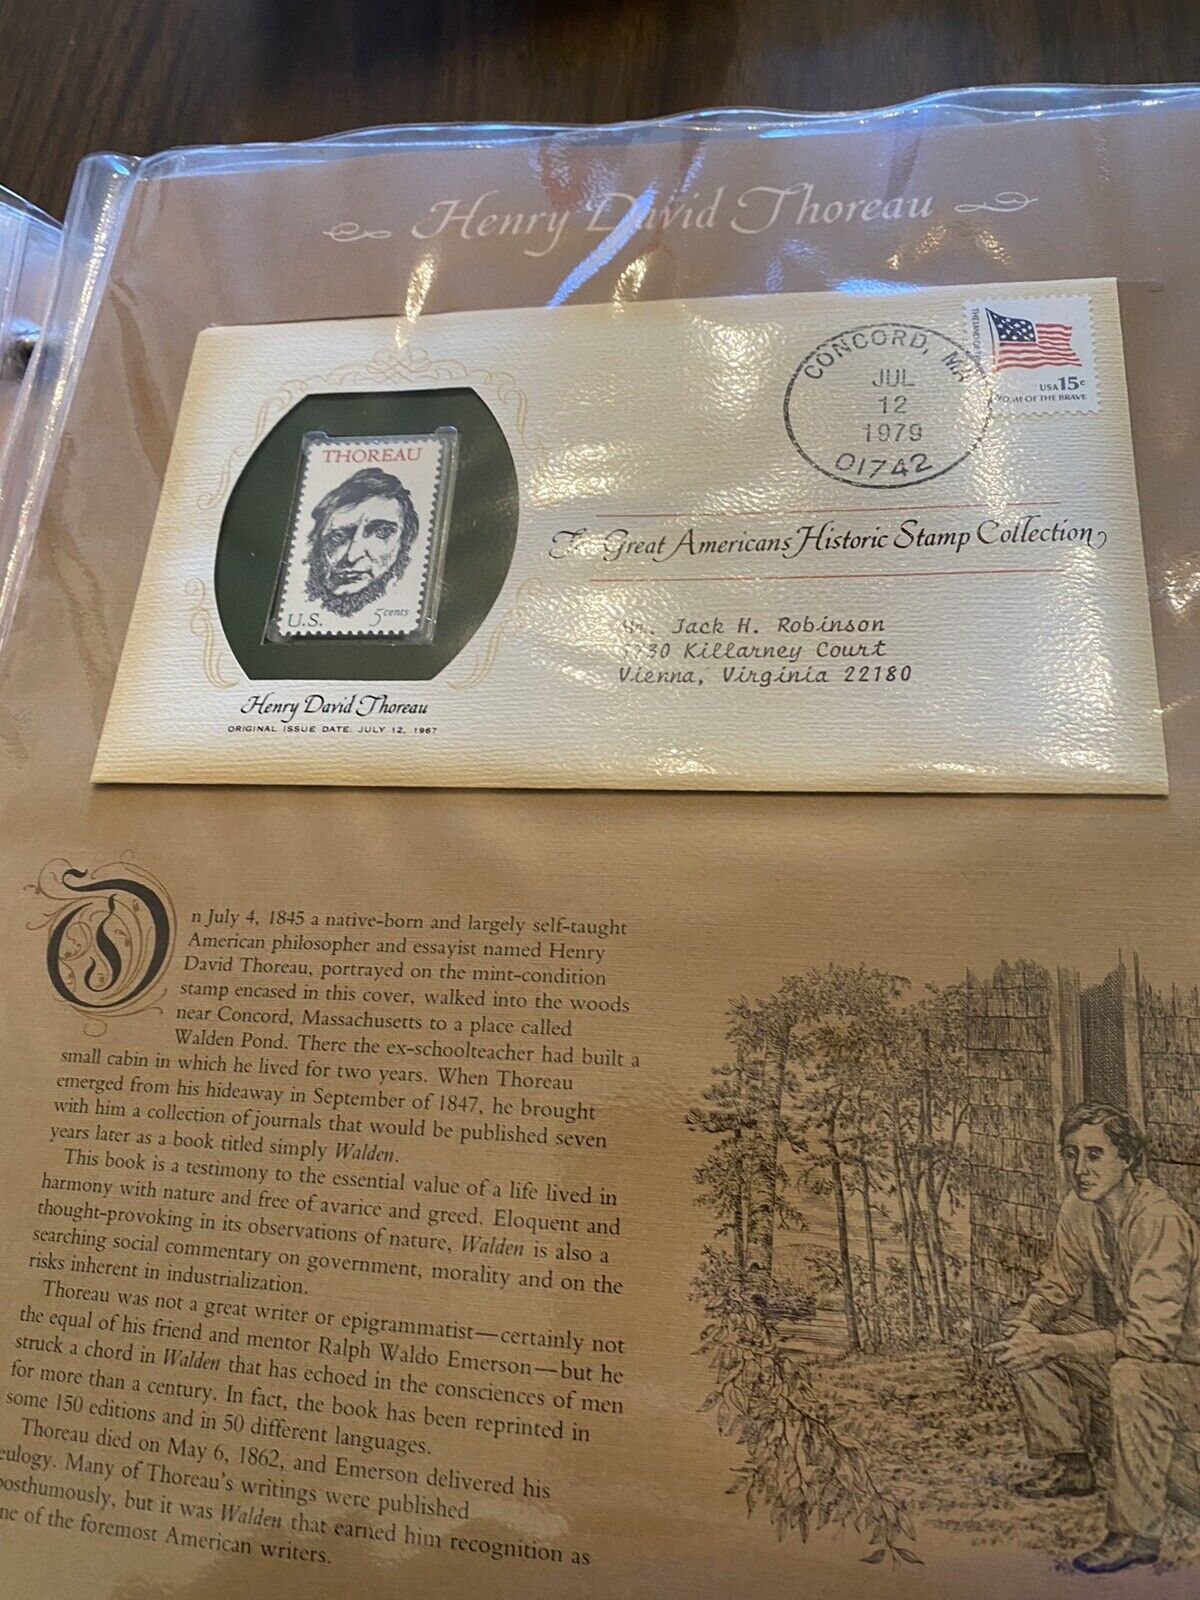 Henry David Thoreau
CONCORD, MA
JUL
12
1979
01742
USA 15c
HOME OF THE BRAVE
THOREAU
U.S. 5 cents
Henry David Thoreau
ORIGINAL ISSUE DATE: JULY 12, 1967
The Great Americans Historic Stamp Collection
Mr. Jack H. Robinson
Killarney Court
Vienna, Virginia 22180
On July 4, 1845 a native-born and largely self-taught
American philosopher and essayist named Henry
David Thoreau, portrayed on the mint-condition
stamp encased in this cover, walked into the woods
near Concord, Massachusetts to a place called
Walden Pond. There the ex-schoolteacher had built a
small cabin in which he lived for two years. When Thoreau
emerged from his hideaway in September of 1847, he brought
with him a collection of journals that would be published seven
years later as a book titled simply Walden.
This book is a testimony to the essential value of a life lived in
harmony with nature and free of avarice and greed. Eloquent and
thought-provoking in its observations of nature, Walden is also a
searching social commentary on government, morality and on the
risks inherent in industrialization.
Thoreau was not a great writer or epigrammatist—certainly not
the equal of his friend and mentor Ralph Waldo Emerson—but he
struck a chord in Walden that has echoed in the consciences of men
for more than a century. In fact, the book has been reprinted in
some 150 editions and in 50 different languages.
Thoreau died on May 6, 1862, and Emerson delivered his
eulogy. Many of Thoreau's writings were published
posthumously, but it was Walden that earned him recognition as
one of the foremost American writers.